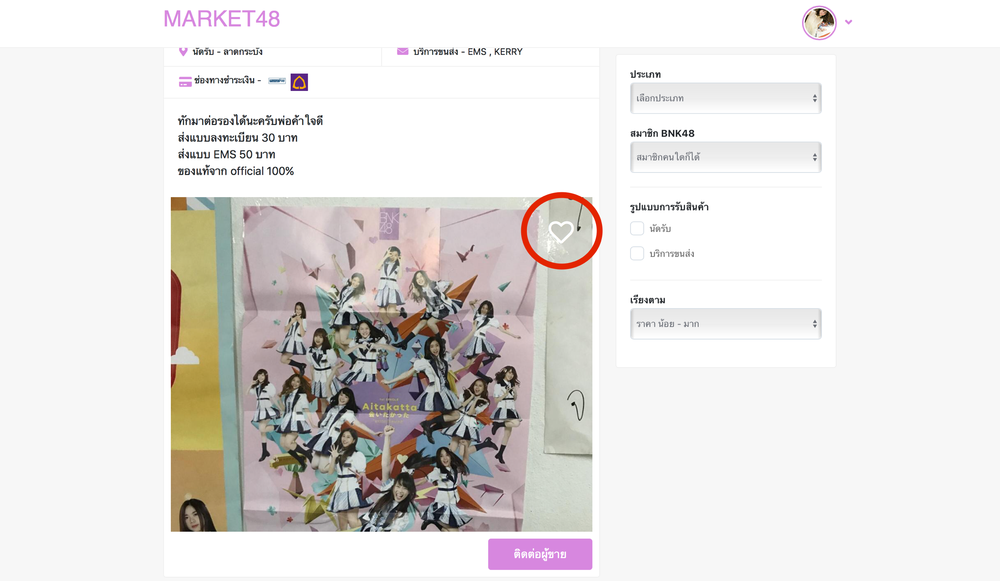 MARKET48
นัดรับ - ลาดกระบัง
บริการขนส่ง - EMS , KERRY
ช่องทางชำระเงิน -
PromptPay
ทักมาต่อรองได้นะครับพ่อค้าใจดี
ส่งแบบลงทะเบียน 30 บาท
ส่งแบบ EMS 50 บาท
ของแท้จาก official 100%
BNK
48
1st SINGLE
Aitakatta
会いたかった
จ
ติดต่อผู้ขาย
ประเภท
เลือกประเภท
สมาชิก BNK48
สมาชิกคนใดก็ได้
รูปแบบการรับสินค้า
นัดรับ
บริการขนส่ง
เรียงตาม
ราคา น้อย - มาก